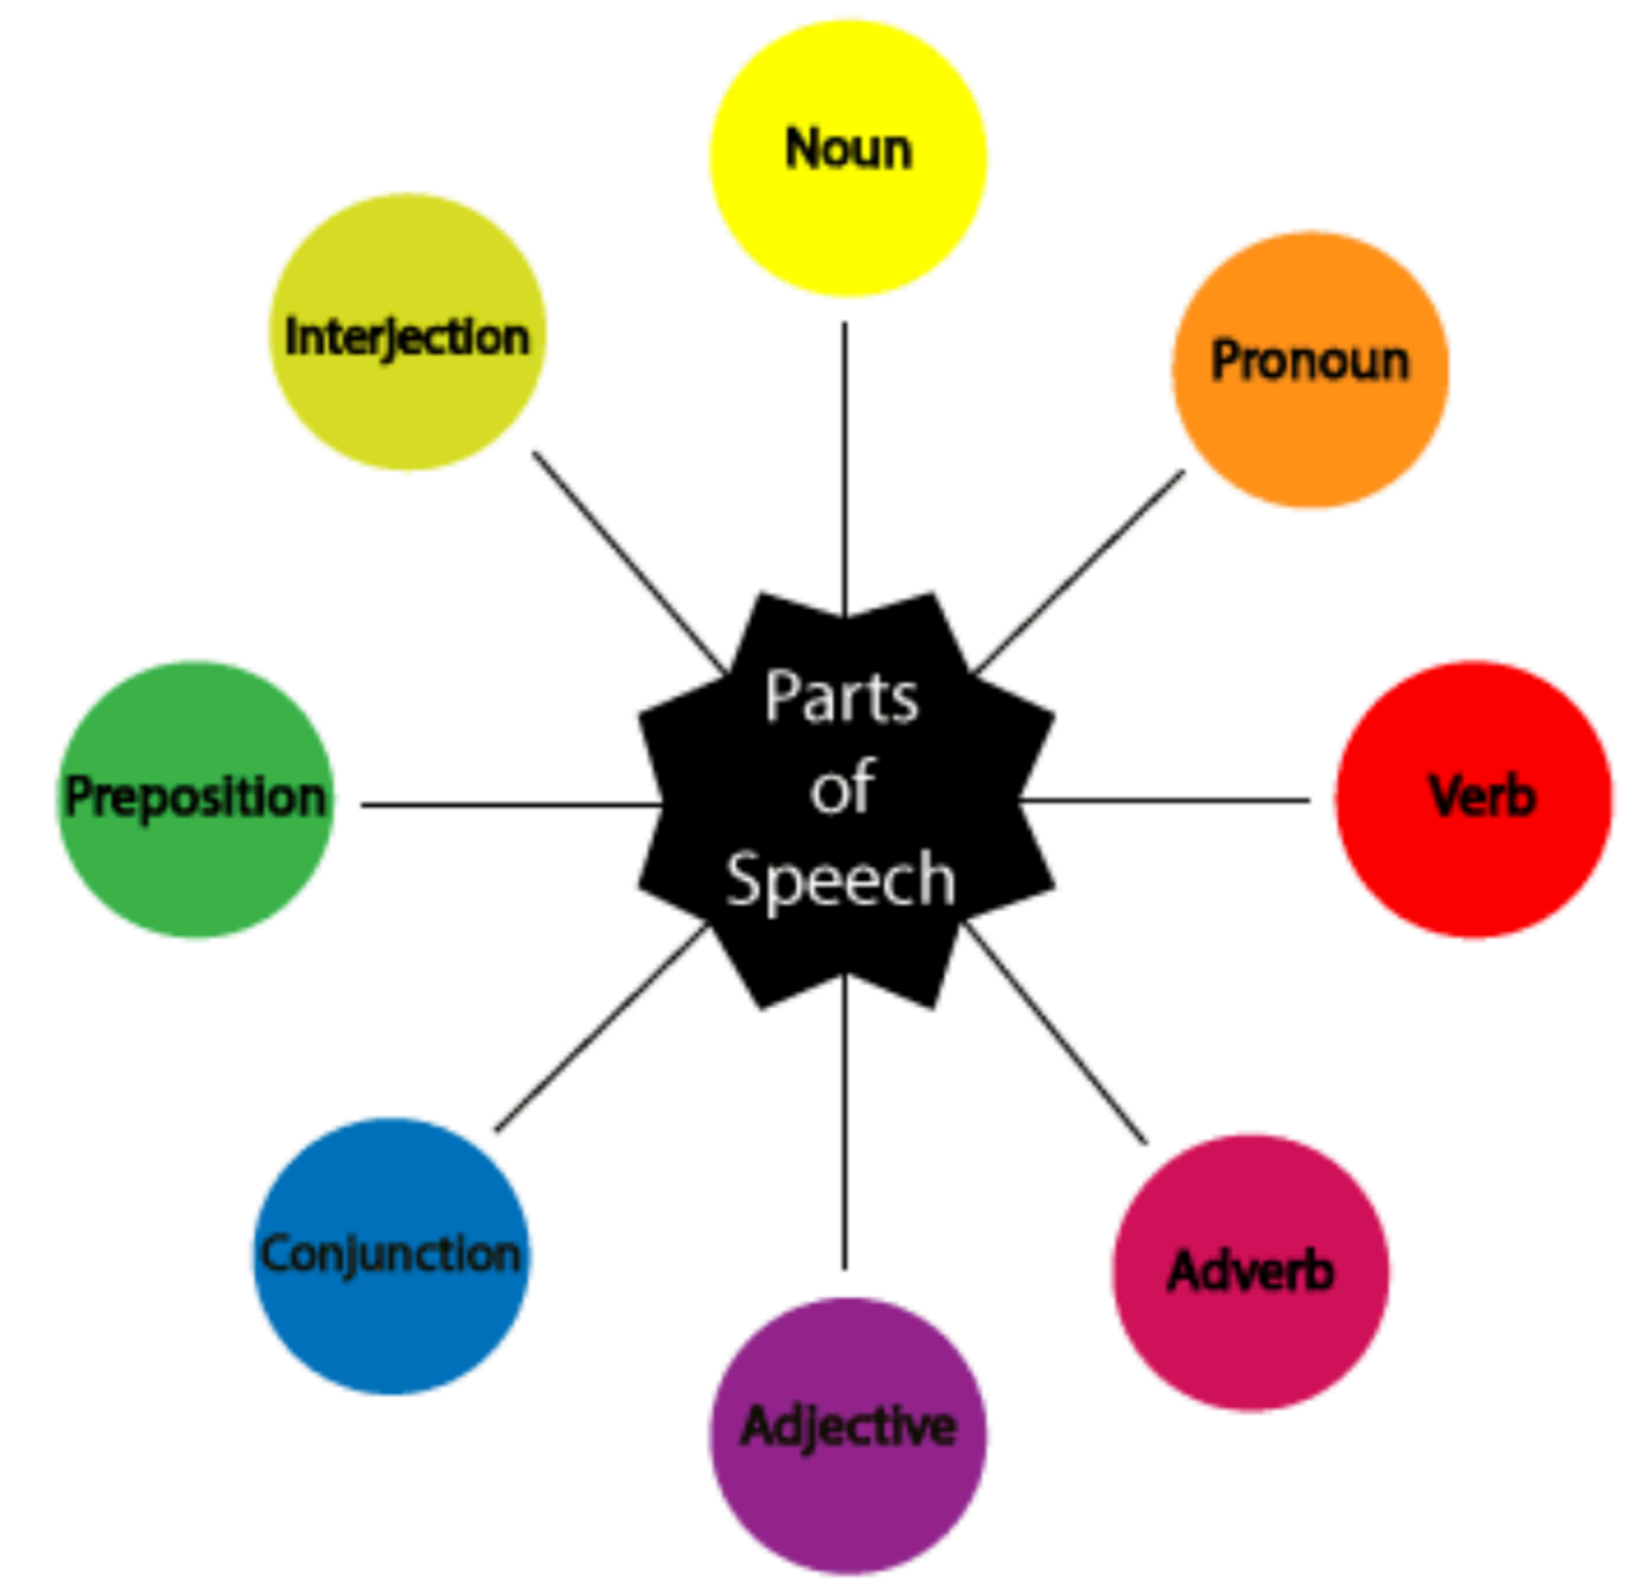 Noun
Interjection
Pronoun
Parts
of
Speech
Preposition
Verb
Conjunction
Adverb
Adjective